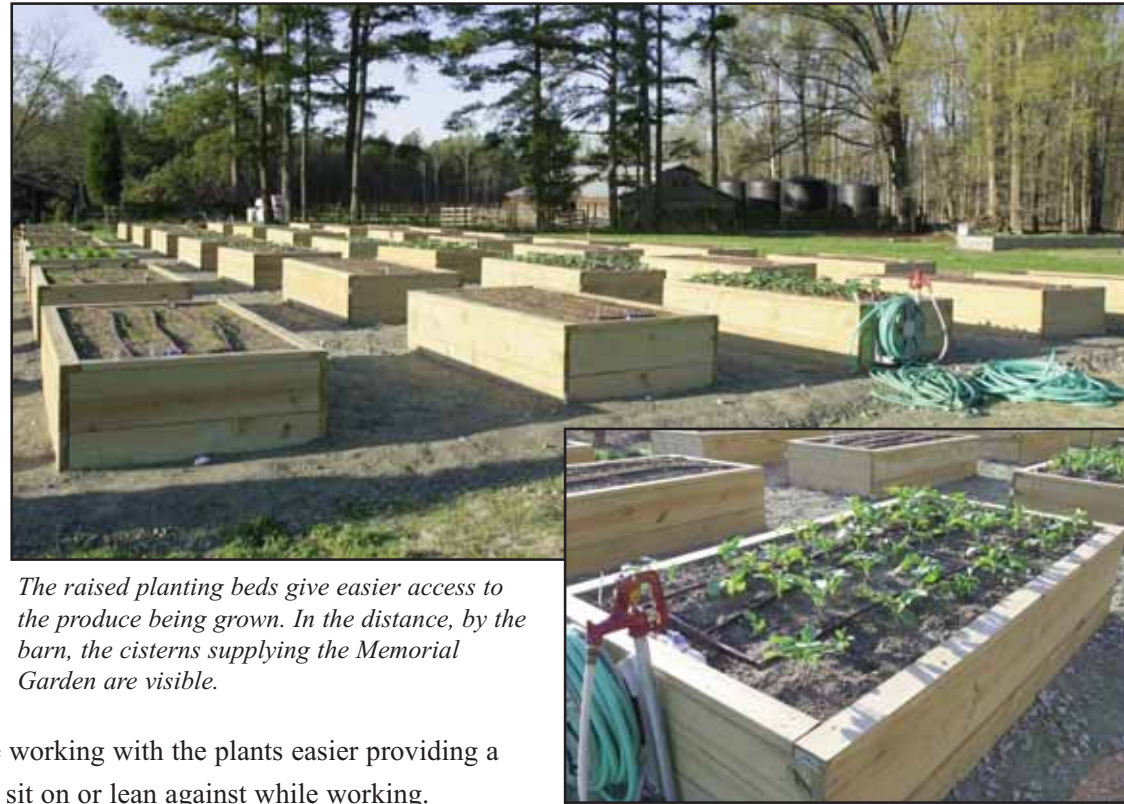 The raised planting beds give easier access to
the produce being grown. In the distance, by the
barn, the cisterns supplying the Memorial
Garden are visible.
working with the plants easier providing a
sit on or lean against while working.